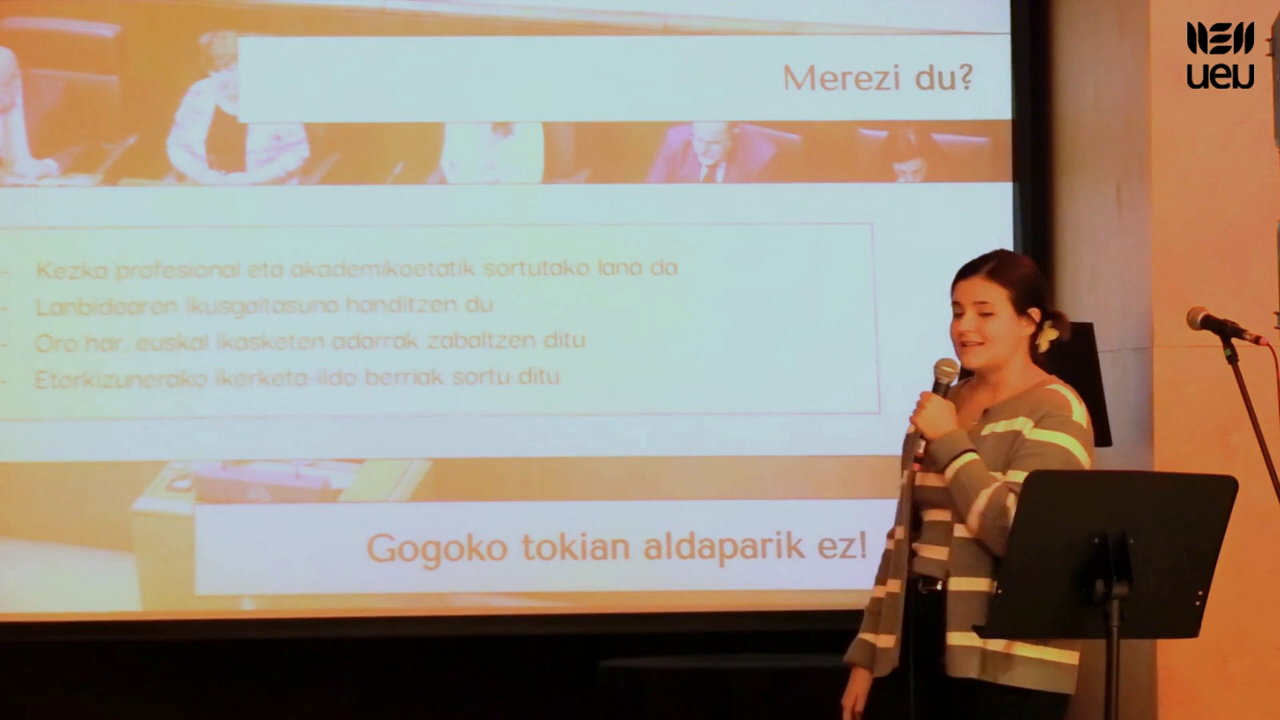 ueu
Merezi du?
- Kezka profesional eta akademikoetatik sortutako lana da
- Lanbidearen ikusgaitasuna handitzen du
- Oro har, euskal ikasketen adarrak zabaltzen ditu
- Etorkizunerako ikerketa-ildo berriak sortu ditu
Gogoko tokian aldaparik ez!